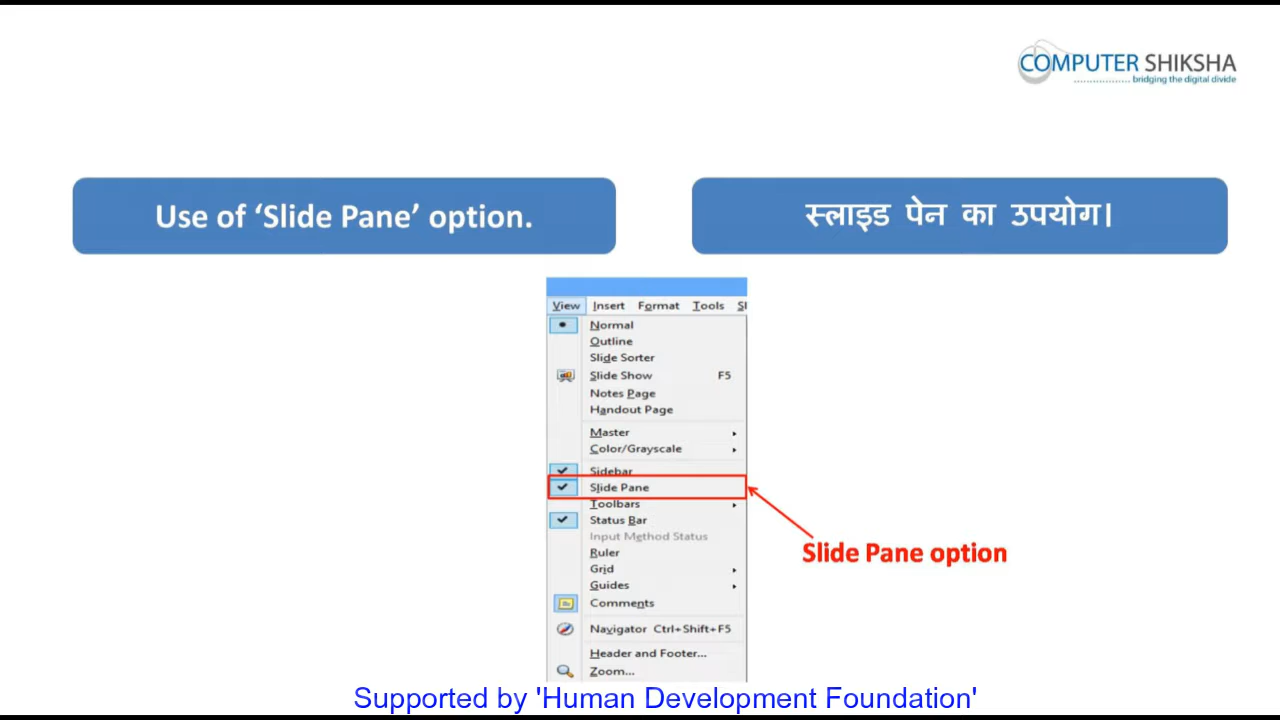 COMPUTER SHIKSHA
bridging the digital divide
Use of ‘Slide Pane’ option.
स्लाइड पेन का उपयोग।
View Insert Format Tools Sl
Normal
Outline
Slide Sorter
Slide Show F5
Notes Page
Handout Page
Master
Color/Grayscale
Sidebar
Slide Pane
Toolbars
Status Bar
Input Method Status
Ruler
Grid
Guides
Comments
Navigator Ctrl+Shift+F5
Header and Footer...
Zoom...
Slide Pane option
Supported by 'Human Development Foundation'